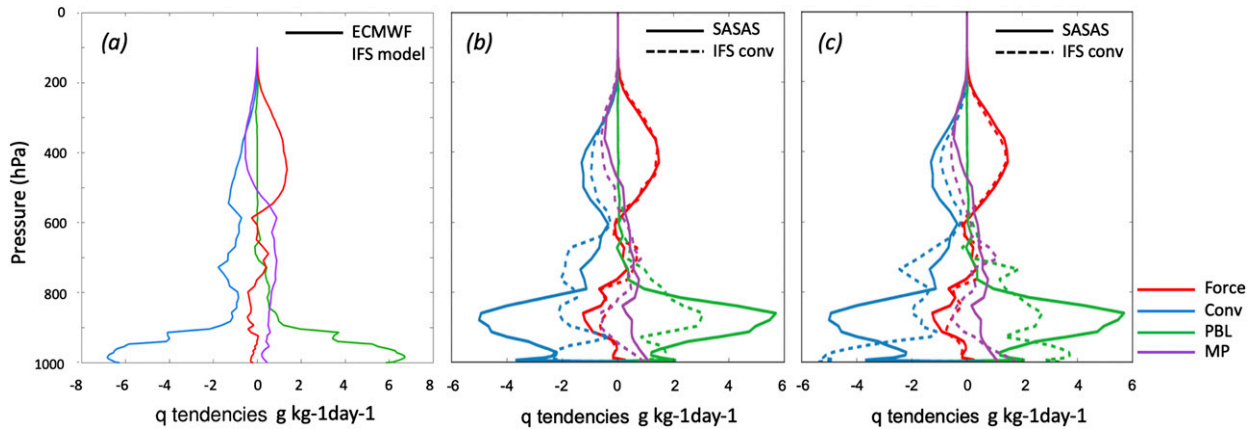 (a)
ECMWF
IFS model
(b)
SASAS
IFS conv
(c)
SASAS
IFS conv
Pressure (hPa)
0
200
400
600
800
1000
-8 -6 -4 -2 0 2 4 6 8
-6 -4 -2 0 2 4 6
-6 -4 -2 0 2 4 6
q tendencies g kg-1day-1
q tendencies g kg-1day-1
q tendencies g kg-1day-1
Force
Conv
PBL
MP